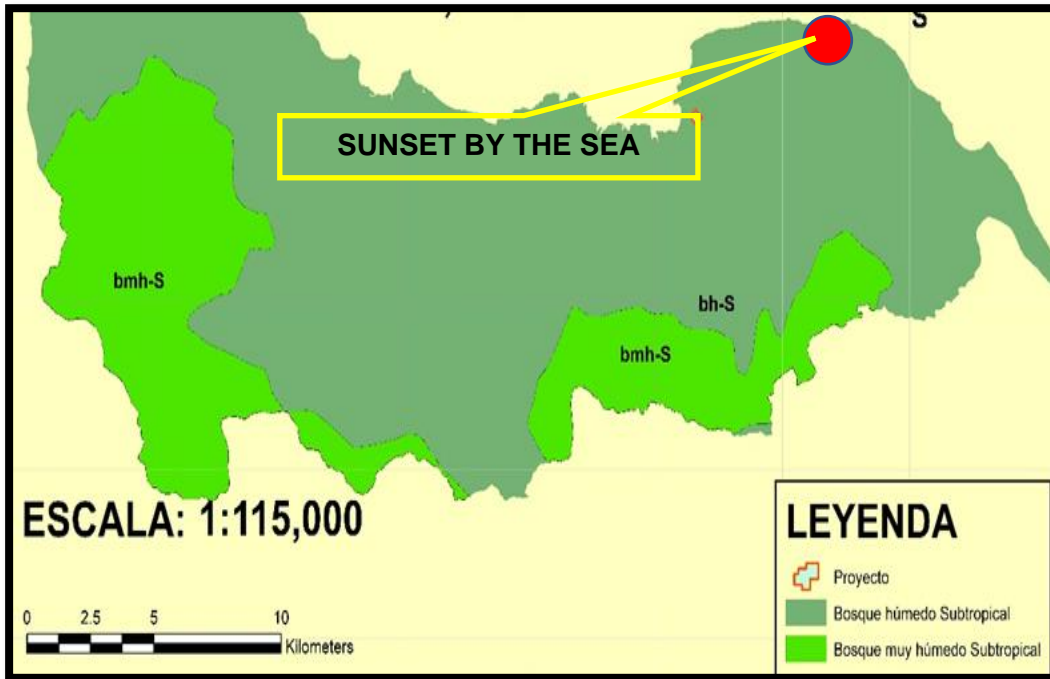 S
SUNSET BY THE SEA
bmh-S
bh-S
bmh-S
ESCALA: 1:115,000
0 2.5 5 10
Kilometers
LEYENDA
Proyecto
Bosque húmedo Subtropical
Bosque muy húmedo Subtropical